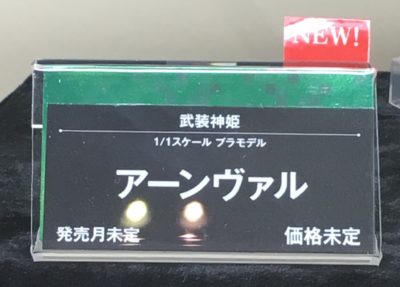 NEW!
武装神姫
1/1スケール プラモデル
アーンヴァル
発売月未定 価格未定